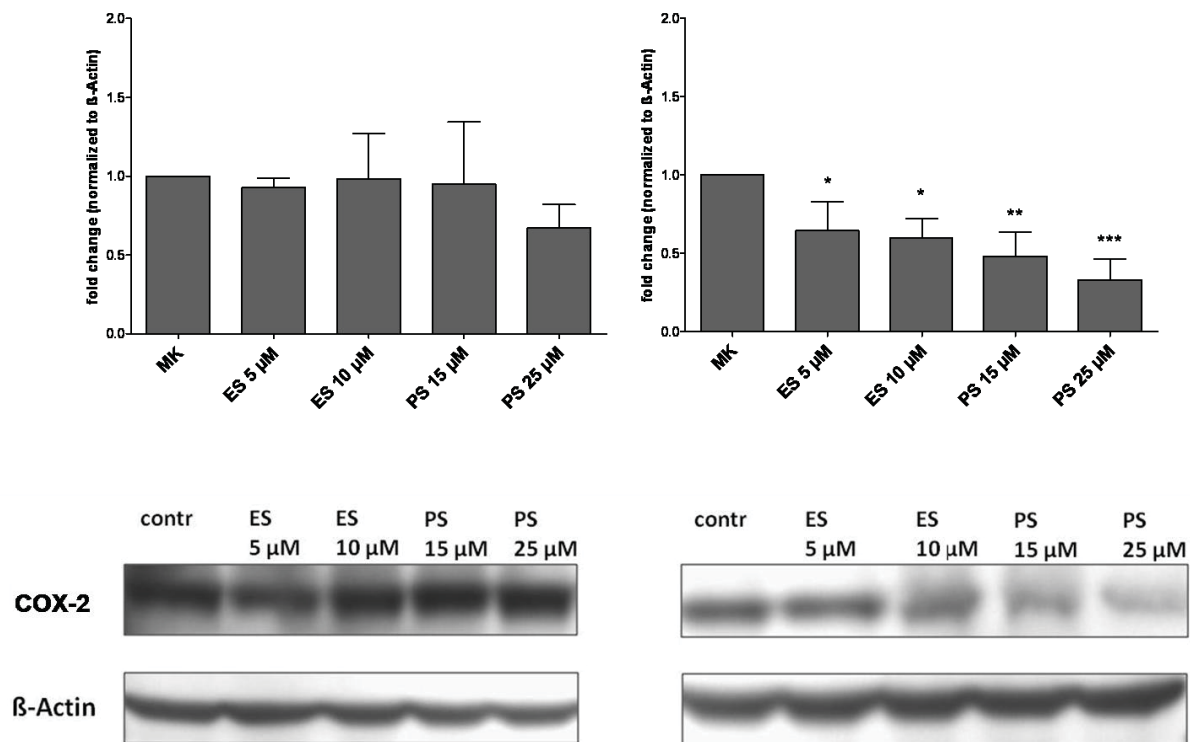 fold change (normalized to ß-Actin)
2.0
1.5
1.0
0.5
0.0
MK
ES 5 µM
ES 10 µM
PS 15 µM
PS 25 µM
fold change (normalized to ß-Actin)
2.0
1.5
1.0
0.5
0.0
*
*
**
***
MK
ES 5 µM
ES 10 µM
PS 15 µM
PS 25 µM
contr ES ES PS PS
5 µM 10 µM 15 µM 25 µM
contr ES ES PS PS
5 µM 10 µM 15 µM 25 µM
COX-2
ß-Actin